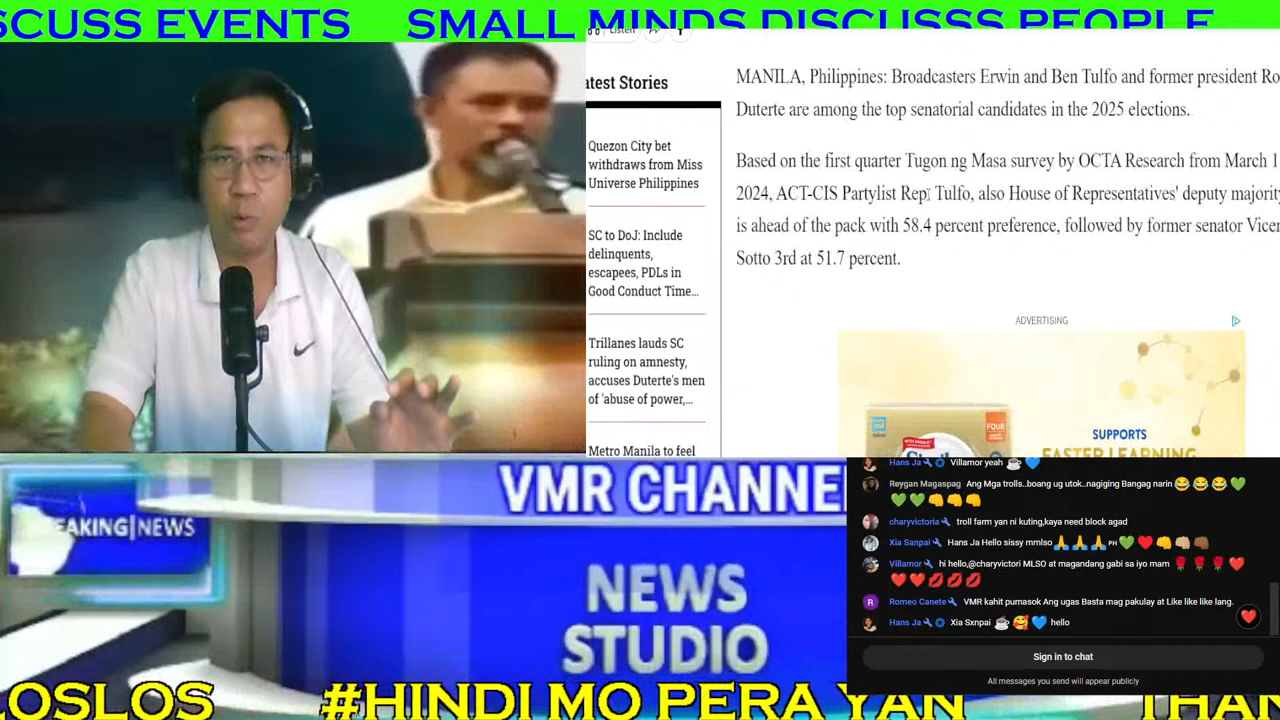 SCUSS EVENTS SMALL MINDS DISCUSSS PEOPLE
Listen
atest Stories
Quezon City bet
withdraws from Miss
Universe Philippines
SC to DoJ: Include
delinquents,
escapees, PDLs in
Good Conduct Time...
Trillanes lauds SC
ruling on amnesty,
accuses Duterte's men
of 'abuse of power,...
Metro Manila to feel
MANILA, Philippines: Broadcasters Erwin and Ben Tulfo and former president Ro
Duterte are among the top senatorial candidates in the 2025 elections.
Based on the first quarter Tugon ng Masa survey by OCTA Research from March 1
2024, ACT-CIS Partylist Rep Tulfo, also House of Representatives' deputy majority
is ahead of the pack with 58.4 percent preference, followed by former senator Vicen
Sotto 3rd at 51.7 percent.
ADVERTISING
Abbott
FOUR
SUPPORTS
FASTER LEARNING
VMR CHANNE
EAKING|NEWS
NEWS
STUDIO
Hans Ja Villamor yeah ☕💙
Reygan Magaspag Ang Mga trolls..boang ug utok..nagiging Bangag narin 😂😂😂💚
💚💚👊👊👊
charyvictoria troll farm yan ni kuting,kaya need block agad
Xia Sanpai Hans Ja Hello sissy mmlso🙏🙏🙏 PH 💚❤️👊👊🏻👊🏾
Villamor hi hello,@charyvictori MLSO at magandang gabi sa iyo mam 🌹🌹🌹❤️
❤️❤️💋💋💋
R Romeo Canete VMR kahit pumasok Ang ugas Basta mag pakulay at Like like like lang.
Hans Ja Xia Sxnpai ☕🥰💙 hello
Sign in to chat
All messages you send will appear publicly
OSLOS #HINDI MO PERA YAN THAN